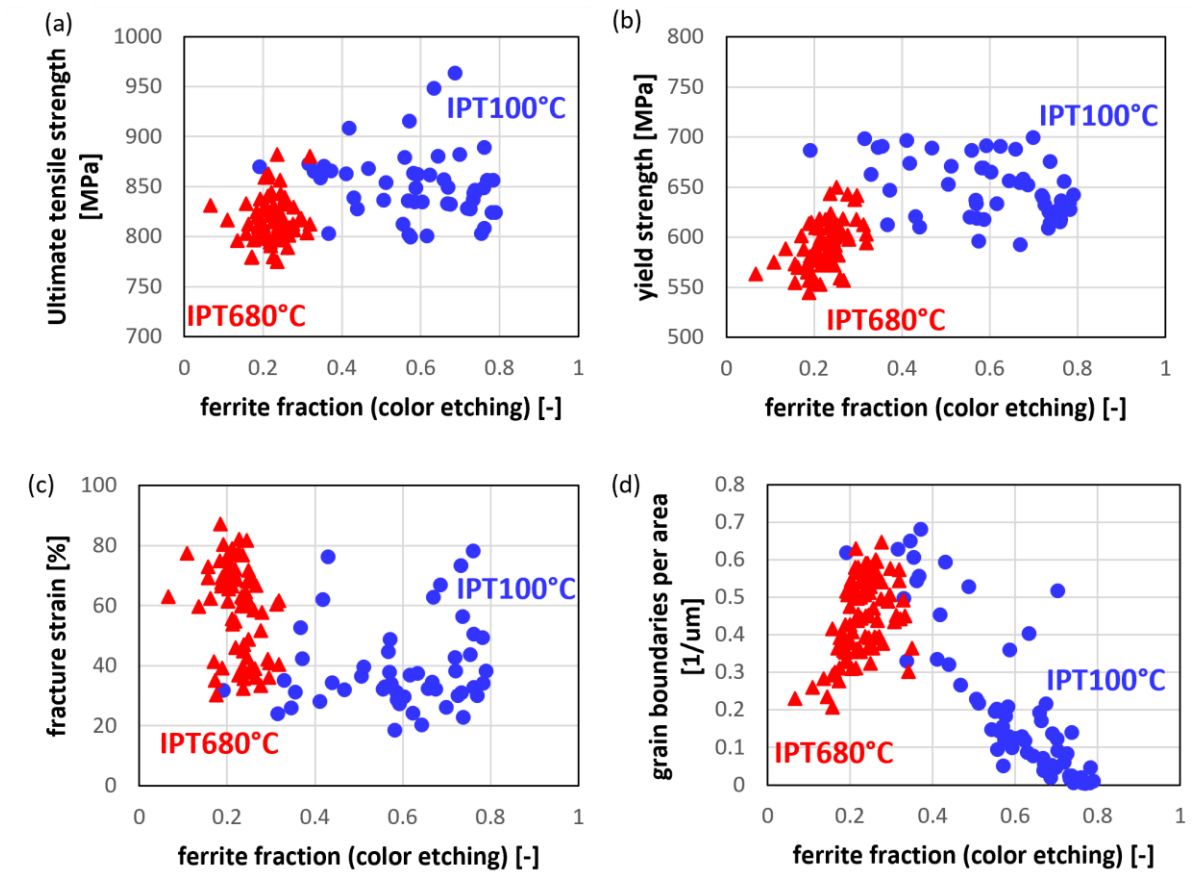 (a)
Ultimate tensile strength
[MPa]
1000
950
900
850
800
750
700
0 0.2 0.4 0.6 0.8 1
IPT100°C
IPT680°C
ferrite fraction (color etching) [-]
(b)
yield strength [MPa]
800
750
700
650
600
550
500
0 0.2 0.4 0.6 0.8 1
IPT100°C
IPT680°C
ferrite fraction (color etching) [-]
(c)
fracture strain [%]
100
80
60
40
20
0
0 0.2 0.4 0.6 0.8 1
IPT100°C
IPT680°C
ferrite fraction (color etching) [-]
(d)
grain boundaries per area
[1/um]
0.8
0.7
0.6
0.5
0.4
0.3
0.2
0.1
0
0 0.2 0.4 0.6 0.8 1
IPT100°C
IPT680°C
ferrite fraction (color etching) [-]